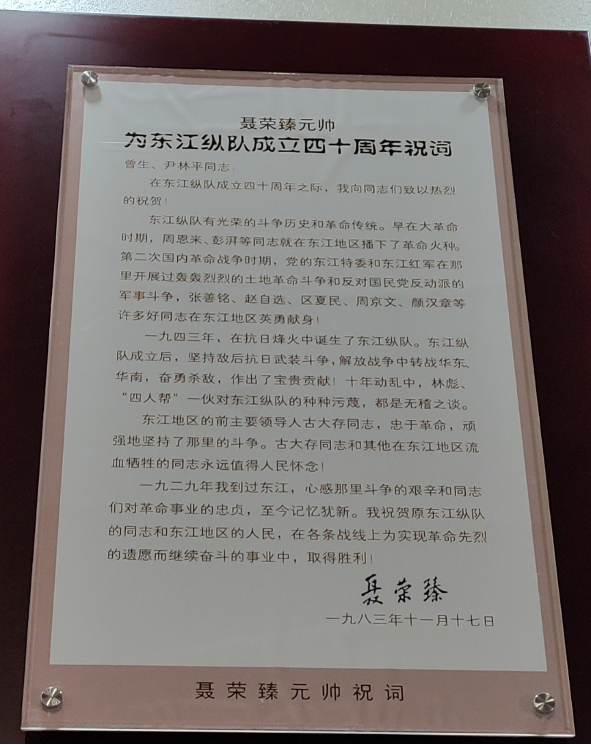 聂荣臻元帅
为东江纵队成立四十周年祝词
曾生、尹林平同志：
在东江纵队成立四十周年之际，我向同志们致以热烈
的祝贺！
东江纵队有光荣的斗争历史和革命传统。早在大革命
时期，周恩来、彭湃等同志就在东江地区播下了革命火种。
第二次国内革命战争时期，党的东江特委和东江红军在那
里开展过轰轰烈烈的土地革命斗争和反对国民党反动派的
军事斗争，张善铭、赵自选、区夏民、周京文、颜汉章等
许多好同志在东江地区英勇献身！
一九四三年，在抗日烽火中诞生了东江纵队。东江纵
队成立后，坚持敌后抗日武装斗争，解放战争中转战华东、
华南，奋勇杀敌，作出了宝贵贡献！十年动乱中，林彪、
“四人帮”一伙对东江纵队的种种污蔑，都是无稽之谈。
东江地区的前主要领导人古大存同志，忠于革命，顽
强地坚持了那里的斗争。古大存同志和其他在东江地区流
血牺牲的同志永远值得人民怀念！
一九二九年我到过东江，心感那里斗争的艰辛和同志
们对革命事业的忠贞，至今记忆犹新。我祝贺原东江纵队
的同志和东江地区的人民，在各条战线上为实现革命先烈
的遗愿而继续奋斗的事业中，取得胜利！
聂荣臻
一九八三年十一月十七日
聂荣臻元帅祝词